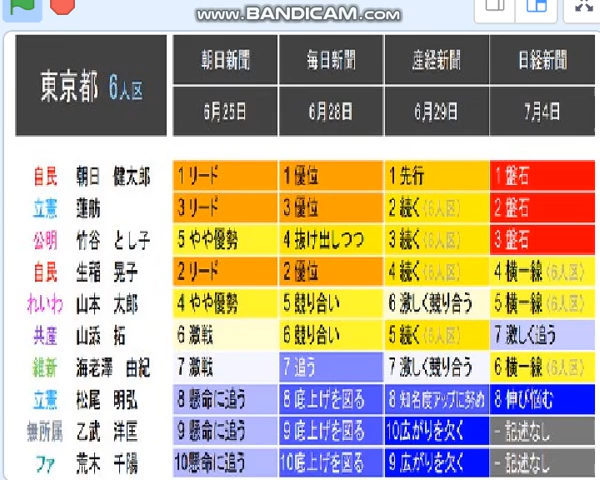 www.BANDICAM.com
東京都 6人区 朝日新聞 毎日新聞 産経新聞 日経新聞
6月25日 6月28日 6月29日 7月4日
自民 朝日 健太郎 1リード 1優位 1先行 1盤石
立憲 蓮舫 3リード 3優位 2続く(6人区) 2盤石
公明 竹谷 とし子 5やや優勢 4抜け出しつつ 3続く(6人区) 3盤石
自民 生稲 晃子 2リード 2優位 4続く(6人区) 4横一線(6人区)
れいわ 山本 太郎 4やや優勢 5競り合い 6激しく競り合う 5横一線(6人区)
共産 山添 拓 6激戦 6競り合い 5続く(6人区) 7激しく追う
維新 海老澤 由紀 7激戦 7追う 7激しく競り合う 6横一線(6人区)
立憲 松尾 明弘 8懸命に追う 8底上げを図る 8知名度アップに努め 8伸び悩む
無所属 乙武 洋匡 9懸命に追う 9底上げを図る 10広がりを欠く －記述なし
ファ 荒木 千陽 10懸命に追う 10底上げを図る 9広がりを欠く －記述なし